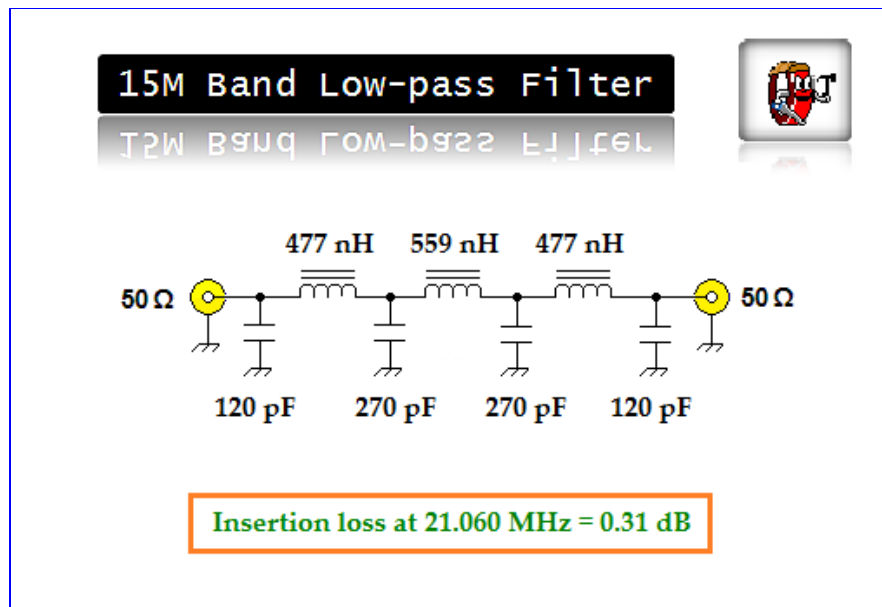 15M Band Low-pass Filter
477 nH 559 nH 477 nH
50 Ω 50 Ω
120 pF 270 pF 270 pF 120 pF
Insertion loss at 21.060 MHz = 0.31 dB